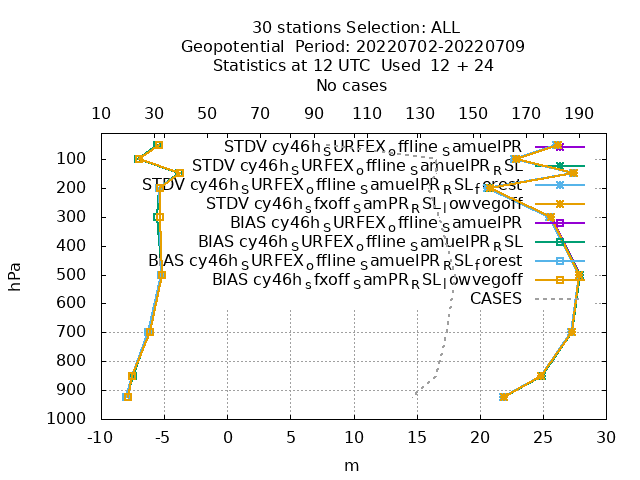 30 stations Selection: ALL
Geopotential  Period: 20220702-20220709
Statistics at 12 UTC  Used  12 + 24
No cases
10 30 50 70 90 110 130 150 170 190
STDV cy46h_SURFEX_offline_SamuelPR
100
STDV cy46h_SURFEX_offline_SamuelPR_RSL
STDV cy46h_SURFEX_offline_SamuelPR_RSL_forest
200
STDV cy46h_sfxoff_SamPR_RSL_lowvegoff
300
BIAS cy46h_SURFEX_offline_SamuelPR
BIAS cy46h_SURFEX_offline_SamuelPR_RSL
400
BIAS cy46h_SURFEX_offline_SamuelPR_RSL_forest
500
BIAS cy46h_sfxoff_SamPR_RSL_lowvegoff
600
CASES
700
800
900
1000
hPa
-10 -5 0 5 10 15 20 25 30
m